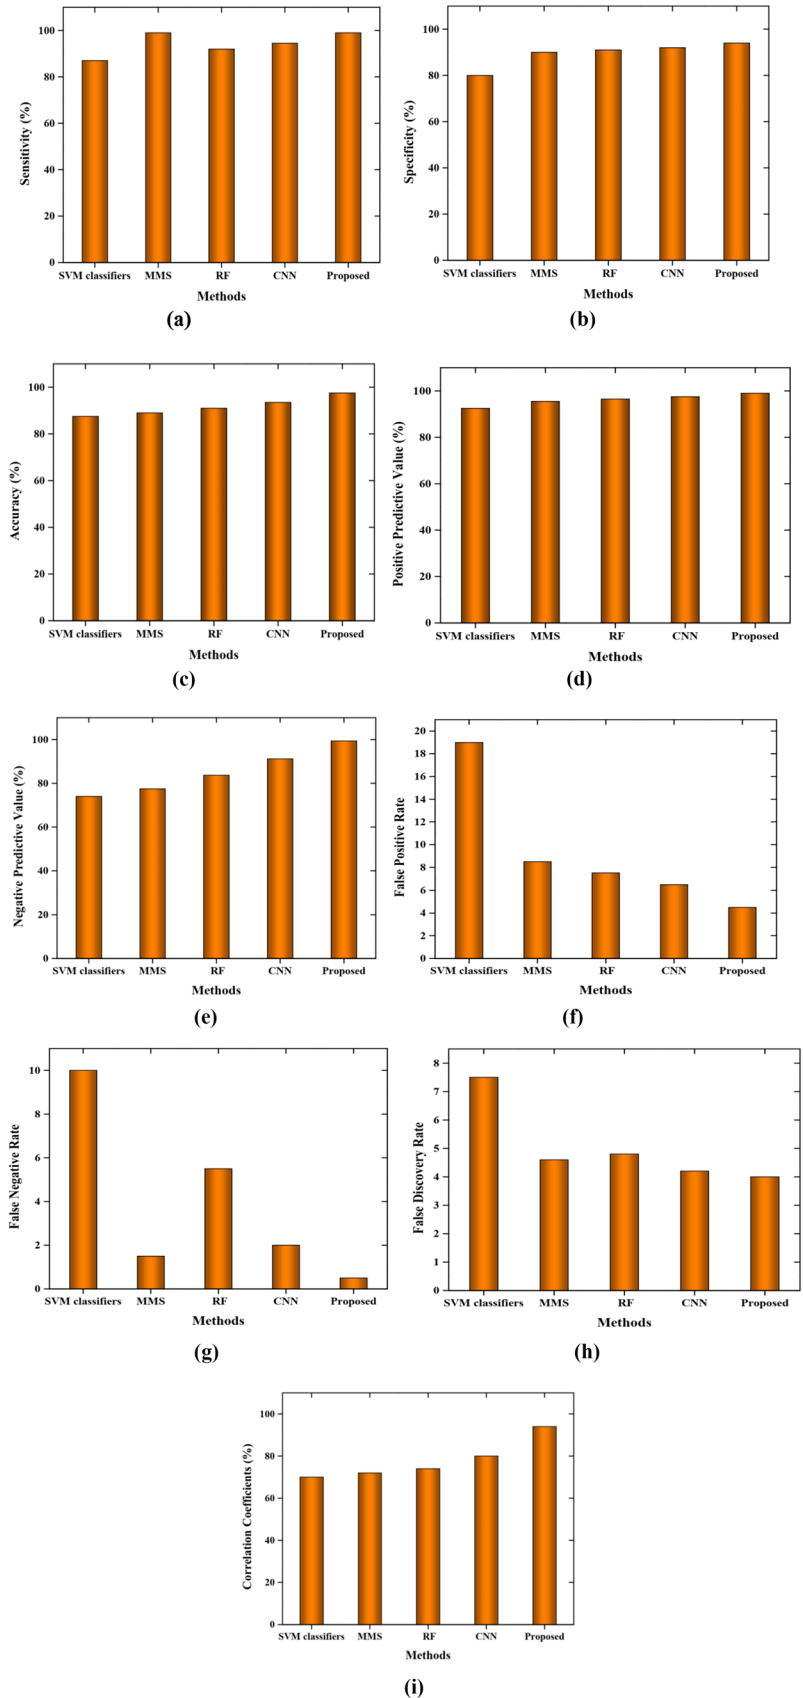 100
80
60
40
20
0
Sensitivity (%)
SVM classifiers MMS RF CNN Proposed
Methods
(a)
100
80
60
40
20
0
Specificity (%)
SVM classifiers MMS RF CNN Proposed
Methods
(b)
100
80
60
40
20
0
Accuracy (%)
SVM classifiers MMS RF CNN Proposed
Methods
(c)
100
80
60
40
20
0
Positive Predictive Value (%)
SVM classifiers MMS RF CNN Proposed
Methods
(d)
100
80
60
40
20
0
Negative Predictive Value (%)
SVM classifiers MMS RF CNN Proposed
Methods
(e)
20
18
16
14
12
10
8
6
4
2
0
False Positive Rate
SVM classifiers MMS RF CNN Proposed
Methods
(f)
10
8
6
4
2
0
False Negative Rate
SVM classifiers MMS RF CNN Proposed
Methods
(g)
8
7
6
5
4
3
2
1
0
False Discovery Rate
SVM classifiers MMS RF CNN Proposed
Methods
(h)
100
80
60
40
20
0
Correlation Coefficients (%)
SVM classifiers MMS RF CNN Proposed
Methods
(i)